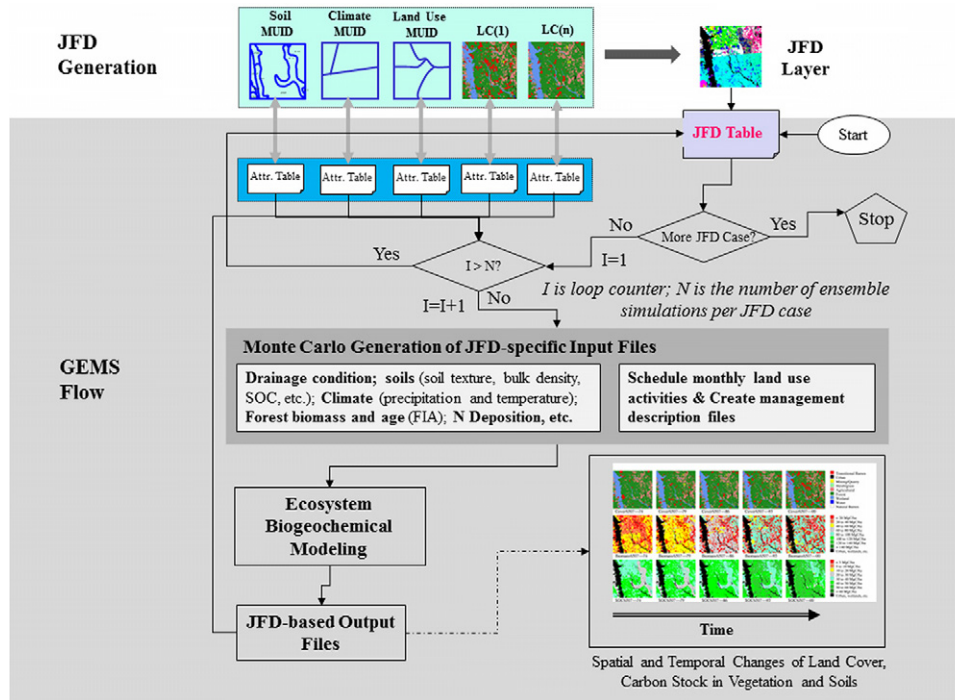 JFD
Generation
Soil
MUID
Climate
MUID
Land Use
MUID
LC(1)
LC(n)
JFD
Layer
JFD Table
Start
Attr. Table
Attr. Table
Attr. Table
Attr. Table
Attr. Table
No
More JFD Case?
Yes
Stop
Yes
I > N?
I=1
I=I+1
No
I is loop counter; N is the number of ensemble
simulations per JFD case
GEMS
Flow
Monte Carlo Generation of JFD-specific Input Files
Drainage condition; soils (soil texture, bulk density,
SOC, etc.); Climate (precipitation and temperature);
Forest biomass and age (FIA); N Deposition, etc.
Schedule monthly land use
activities & Create management
description files
Ecosystem
Biogeochemical
Modeling
JFD-based Output
Files
Time
Spatial and Temporal Changes of Land Cover,
Carbon Stock in Vegetation and Soils